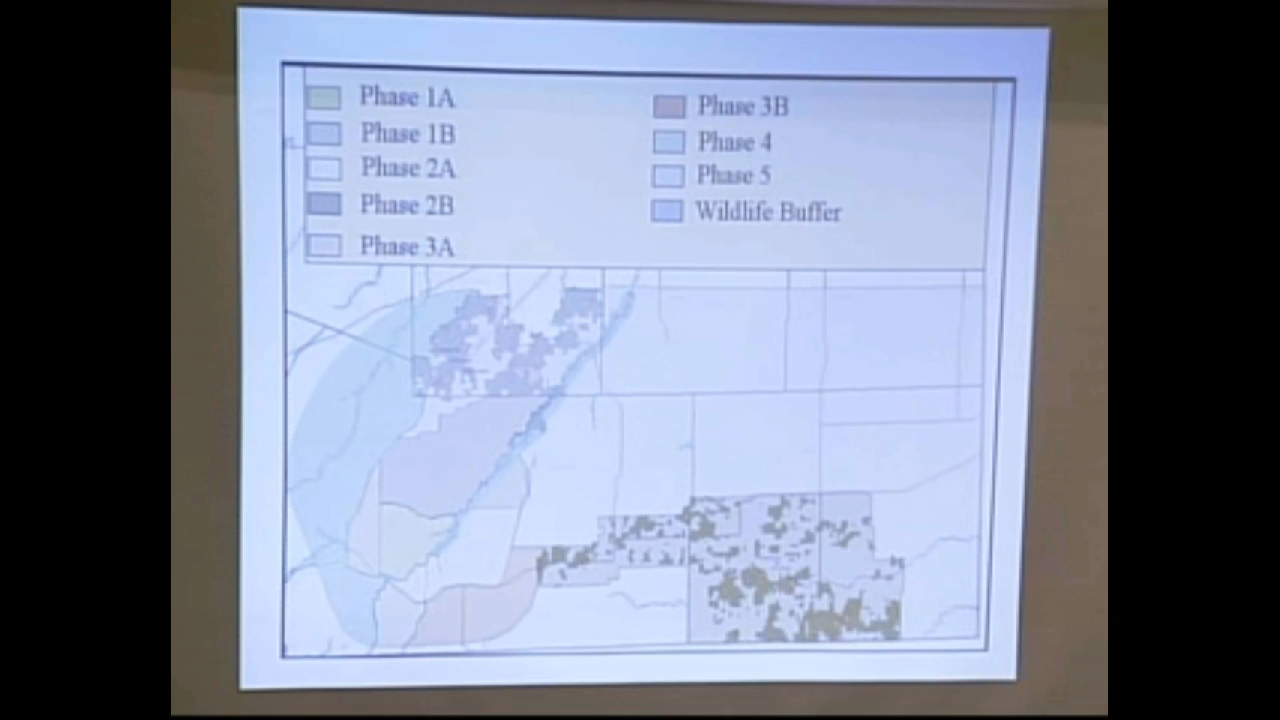 Phase 1A
Phase 1B
Phase 2A
Phase 2B
Phase 3A
Phase 3B
Phase 4
Phase 5
Wildlife Buffer